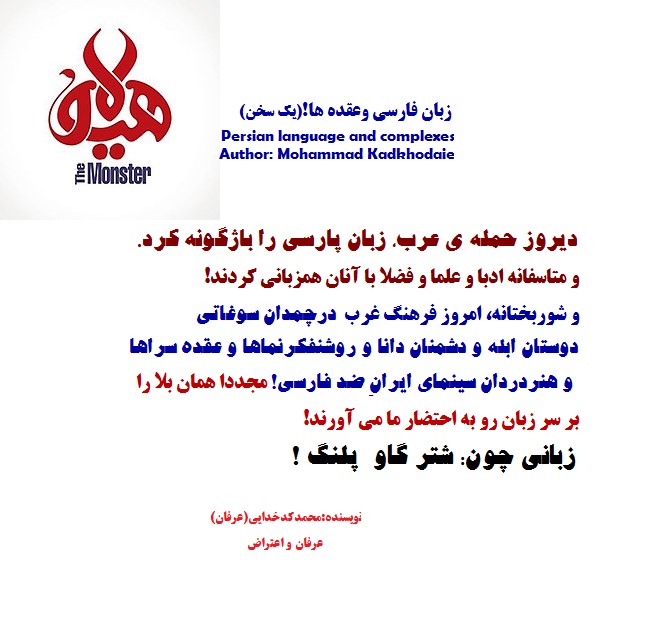 هیولا
The Monster
زبان فارسی وعقده ها!(یک سخن)
Persian language and complexes
Author: Mohammad Kadkhodaie
دیروز حمله ی عرب، زبان پارسی را باژگونه کرد.
و متاسفانه ادبا و علما و فضلا با آنان همزبانی کردند!
و شوربختانه، امروز فرهنگ غرب درچمدان سوغاتی
دوستان ابله و دشمنان دانا و روشنفکرنماها و عقده سراها
و هنردردان سینمای ایرانِ ضد فارسی! مجددا همان بلا را
بر سر زبان رو به احتضار ما می آورند!
زبانی چون: شتر گاو پلنگ !
نویسنده:محمدکدخدایی(عرفان)
عرفان و اعتراض